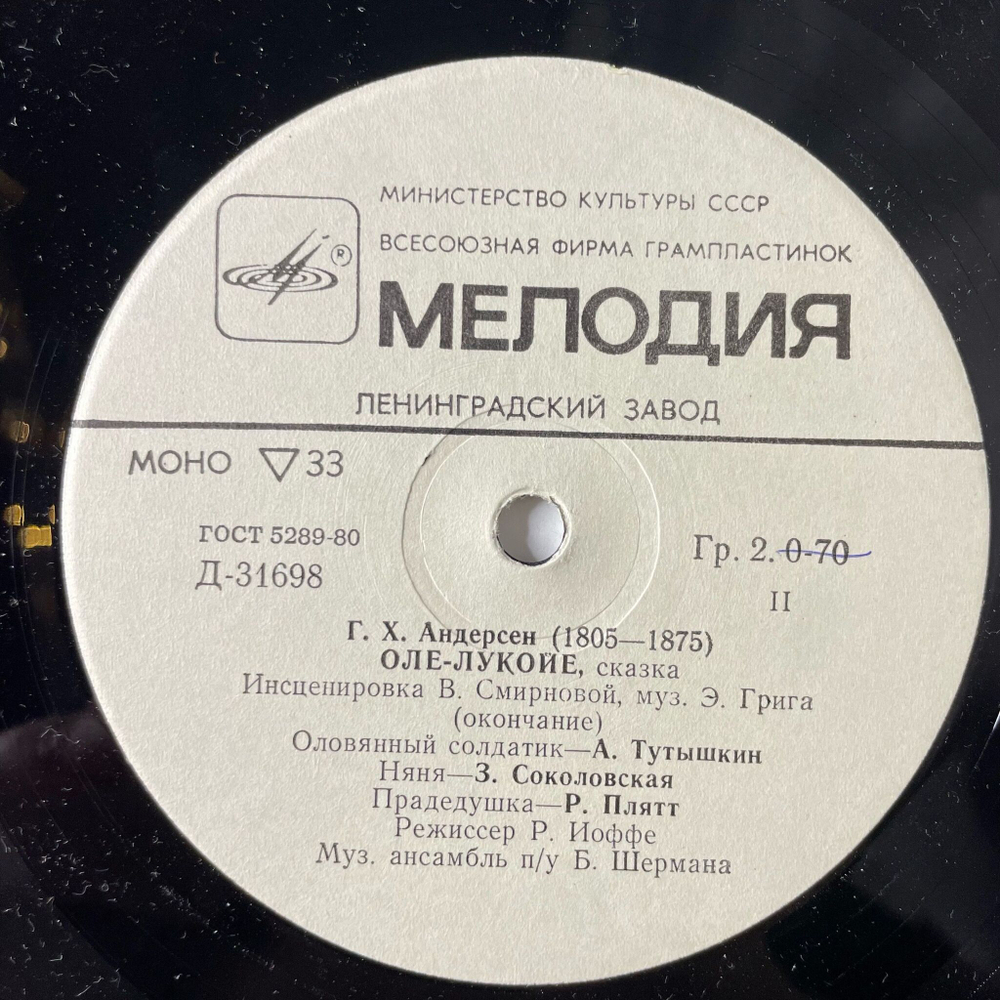 МИНИСТЕРСТВО КУЛЬТУРЫ СССР
ВСЕСОЮЗНАЯ ФИРМА ГРАМПЛАСТИНОК
®
МЕЛОДИЯ
ЛЕНИНГРАДСКИЙ ЗАВОД
МОНО ▽ 33
ГОСТ 5289-80
Д-31698
Гр. 2. 0-70
II
Г. Х. Андерсен (1805—1875)
ОЛЕ-ЛУКОЙЕ, сказка
Инсценировка В. Смирновой, муз. Э. Грига
(окончание)
Оловянный солдатик—А. Тутышкин
Няня—З. Соколовская
Прадедушка—Р. Плятт
Режиссер Р. Иоффе
Муз. ансамбль п/у Б. Шермана